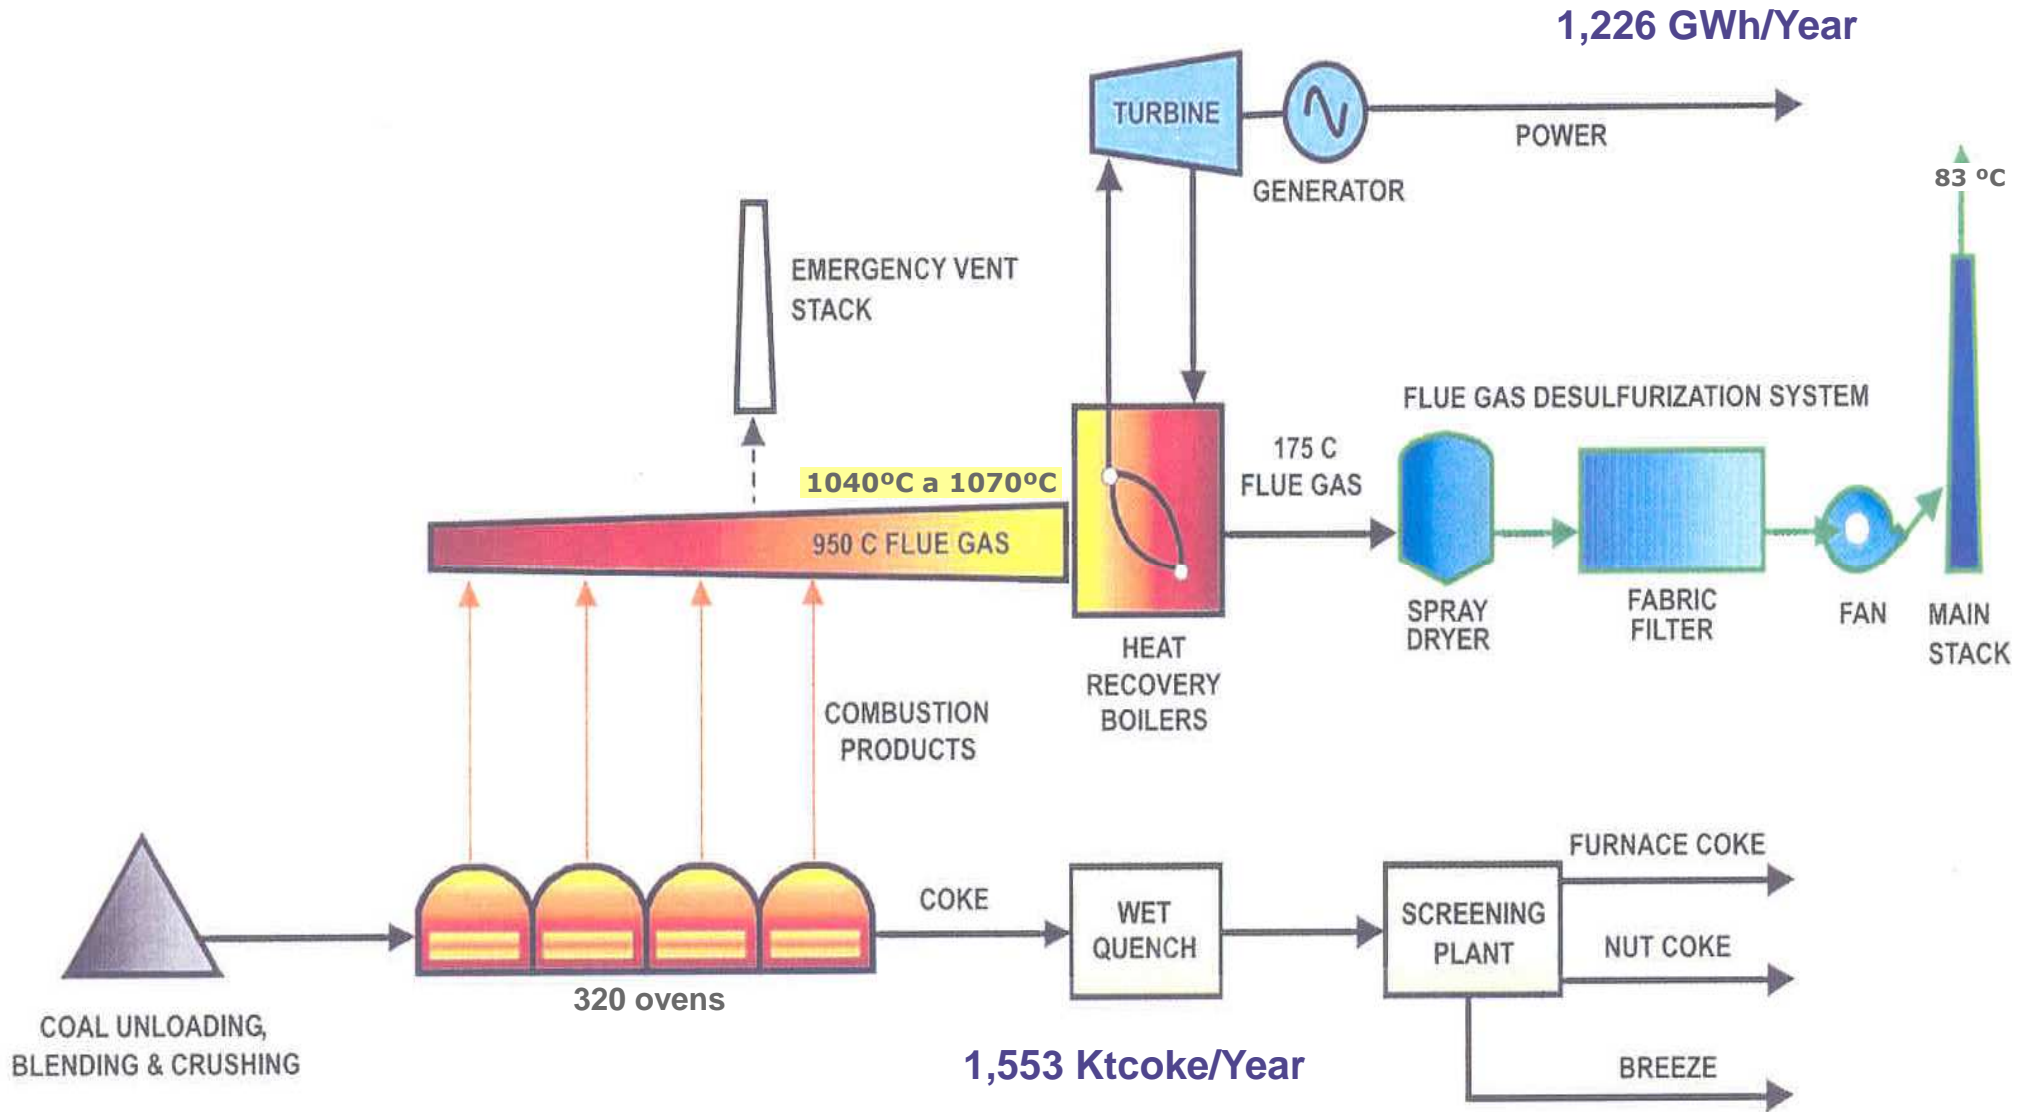 1,226 GWh/Year
TURBINE
POWER
GENERATOR
83 ºC
EMERGENCY VENT
STACK
FLUE GAS DESULFURIZATION SYSTEM
175 C
FLUE GAS
1040ºC a 1070ºC
950 C FLUE GAS
SPRAY
DRYER
FABRIC
FILTER
FAN
MAIN
STACK
HEAT
RECOVERY
BOILERS
COMBUSTION
PRODUCTS
COKE
WET
QUENCH
SCREENING
PLANT
FURNACE COKE
NUT COKE
BREEZE
320 ovens
COAL UNLOADING,
BLENDING & CRUSHING
1,553 Ktcoke/Year